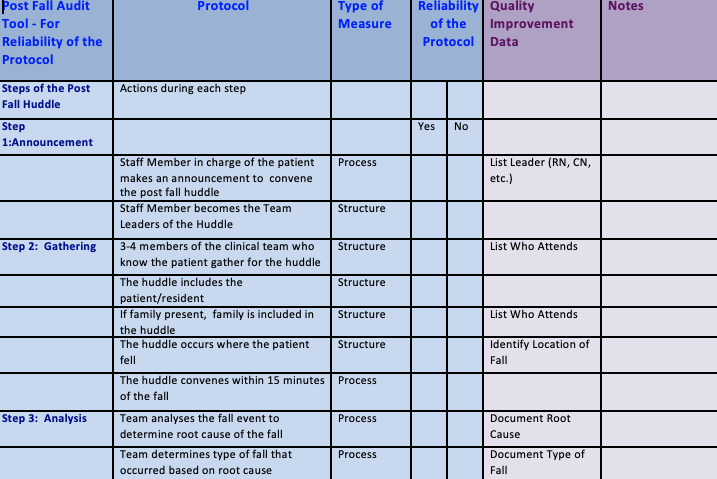 Post Fall Audit Tool - For Reliability of the Protocol
Protocol
Type of Measure
Reliability of the Protocol
Quality Improvement Data
Notes
Steps of the Post Fall Huddle
Actions during each step
Step 1:Announcement
Yes
No
Staff Member in charge of the patient makes an announcement to  convene the post fall huddle
Process
List Leader (RN, CN, etc.)
Staff Member becomes the Team Leaders of the Huddle
Structure
Step 2:  Gathering
3-4 members of the clinical team who know the patient gather for the huddle
Structure
List Who Attends
The huddle includes the patient/resident
Structure
If family present,  family is included in the huddle
Structure
List Who Attends
The huddle occurs where the patient fell
Structure
Identify Location of Fall
The huddle convenes within 15 minutes of the fall
Process
Step 3:  Analysis
Team analyses the fall event to determine root cause of the fall
Process
Document Root Cause
Team determines type of fall that occurred based on root cause
Process
Document Type of Fall